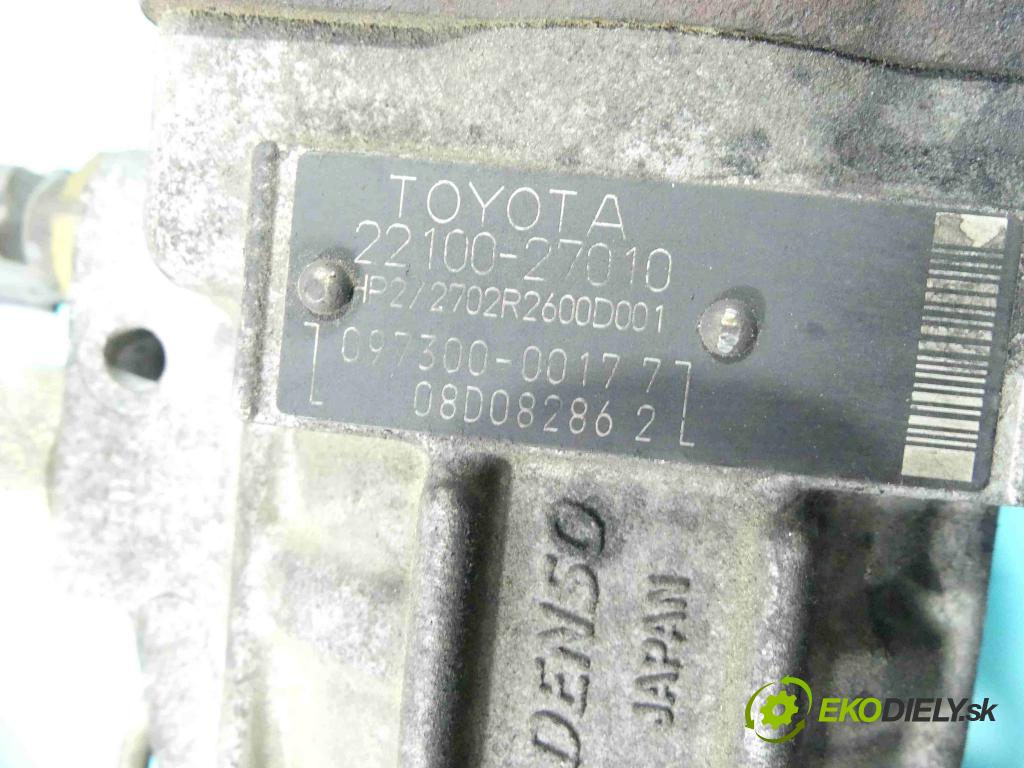 TOYOTA
22100-27010
HP2/2702R2600D001
097300-0017 7
08D08286 2
DENSO
JAPAN
EKODIELY.sk